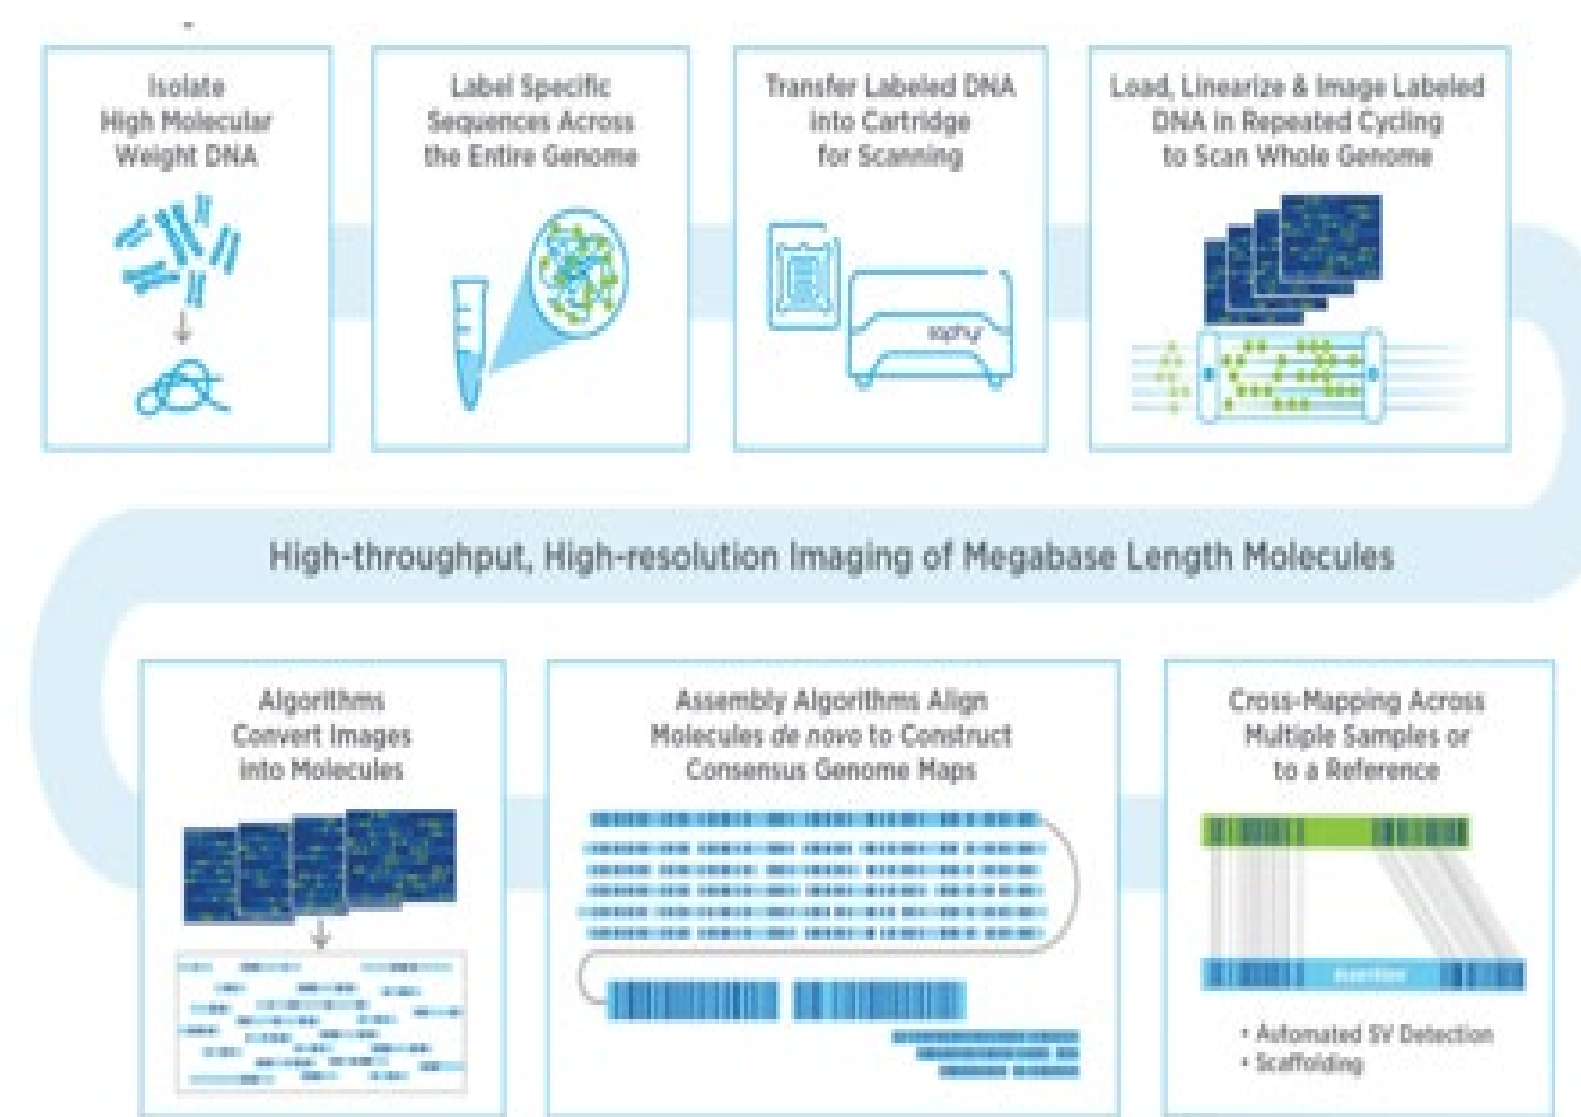 Isolate
High Molecular
Weight DNA
Label Specific
Sequences Across
the Entire Genome
Transfer Labeled DNA
into Cartridge
for Scanning
saphyr
Load, Linearize & Image Labeled
DNA in Repeated Cycling
to Scan Whole Genome
High-throughput, High-resolution Imaging of Megabase Length Molecules
Algorithms
Convert Images
into Molecules
Assembly Algorithms Align
Molecules de novo to Construct
Consensus Genome Maps
Cross-Mapping Across
Multiple Samples or
to a Reference
• Automated SV Detection
• Scaffolding